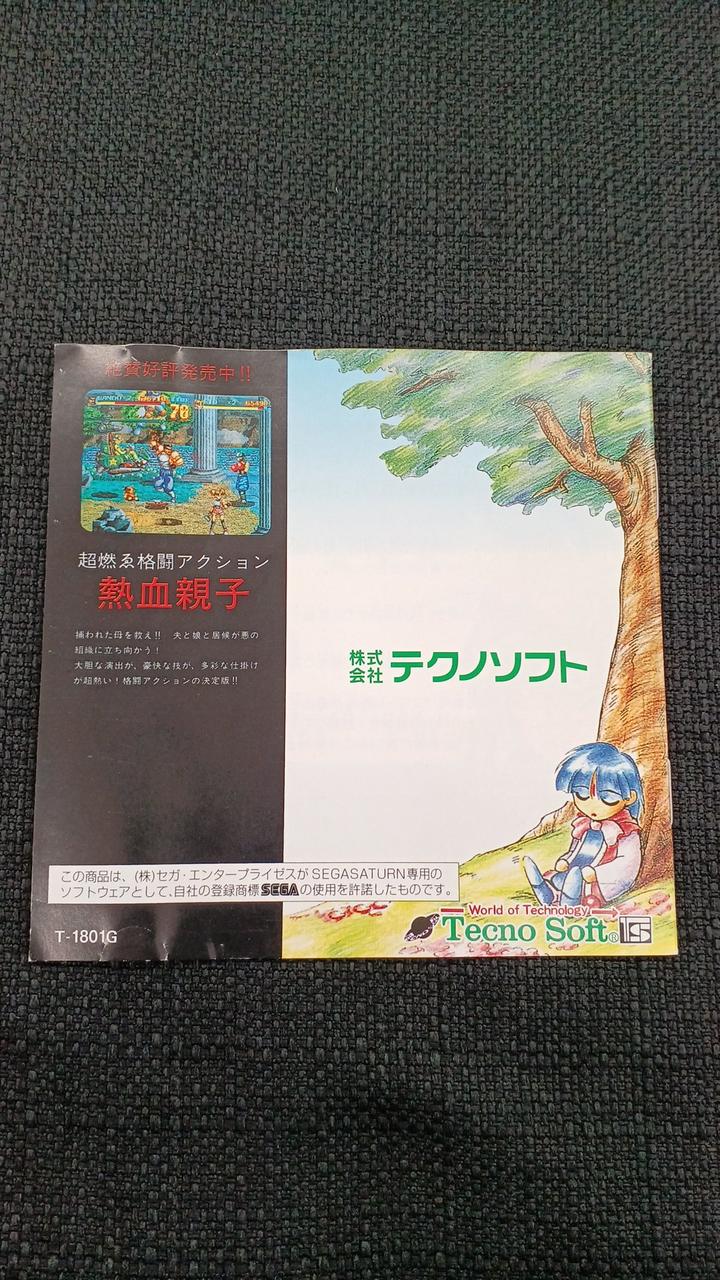 絶賛好評発売中!!
78
超燃ゑ格闘アクション
熱血親子
捕われた母を救え!! 夫と娘と居候が悪の
組織に立ち向かう！
大胆な演出が、豪快な技が、多彩な仕掛け
が超熱い！格闘アクションの決定版!!
株式会社 テクノソフト
この商品は、(株)セガ・エンタープライゼスがSEGASATURN専用の
ソフトウェアとして、自社の登録商標SEGAの使用を許諾したものです。
World of Technology
Tecno Soft®
T-1801G